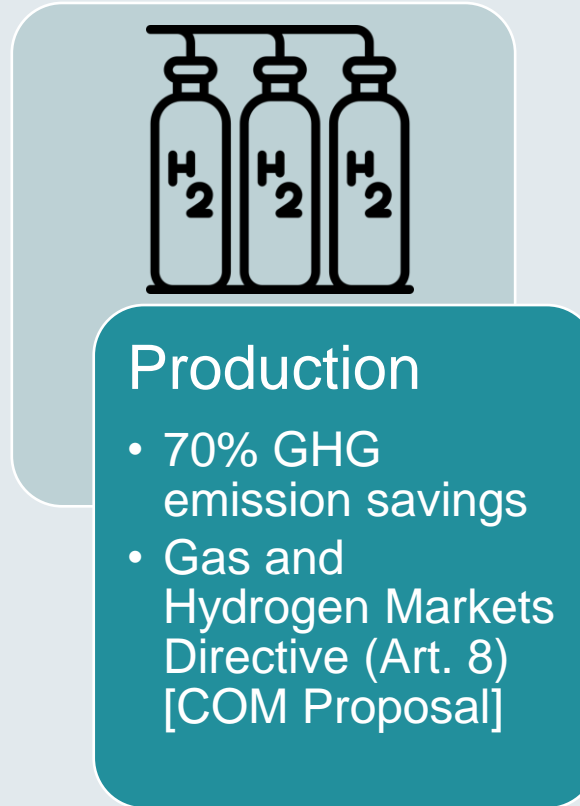 H2 H2 H2
Production
• 70% GHG
emission savings
• Gas and
Hydrogen Markets
Directive (Art. 8)
[COM Proposal]